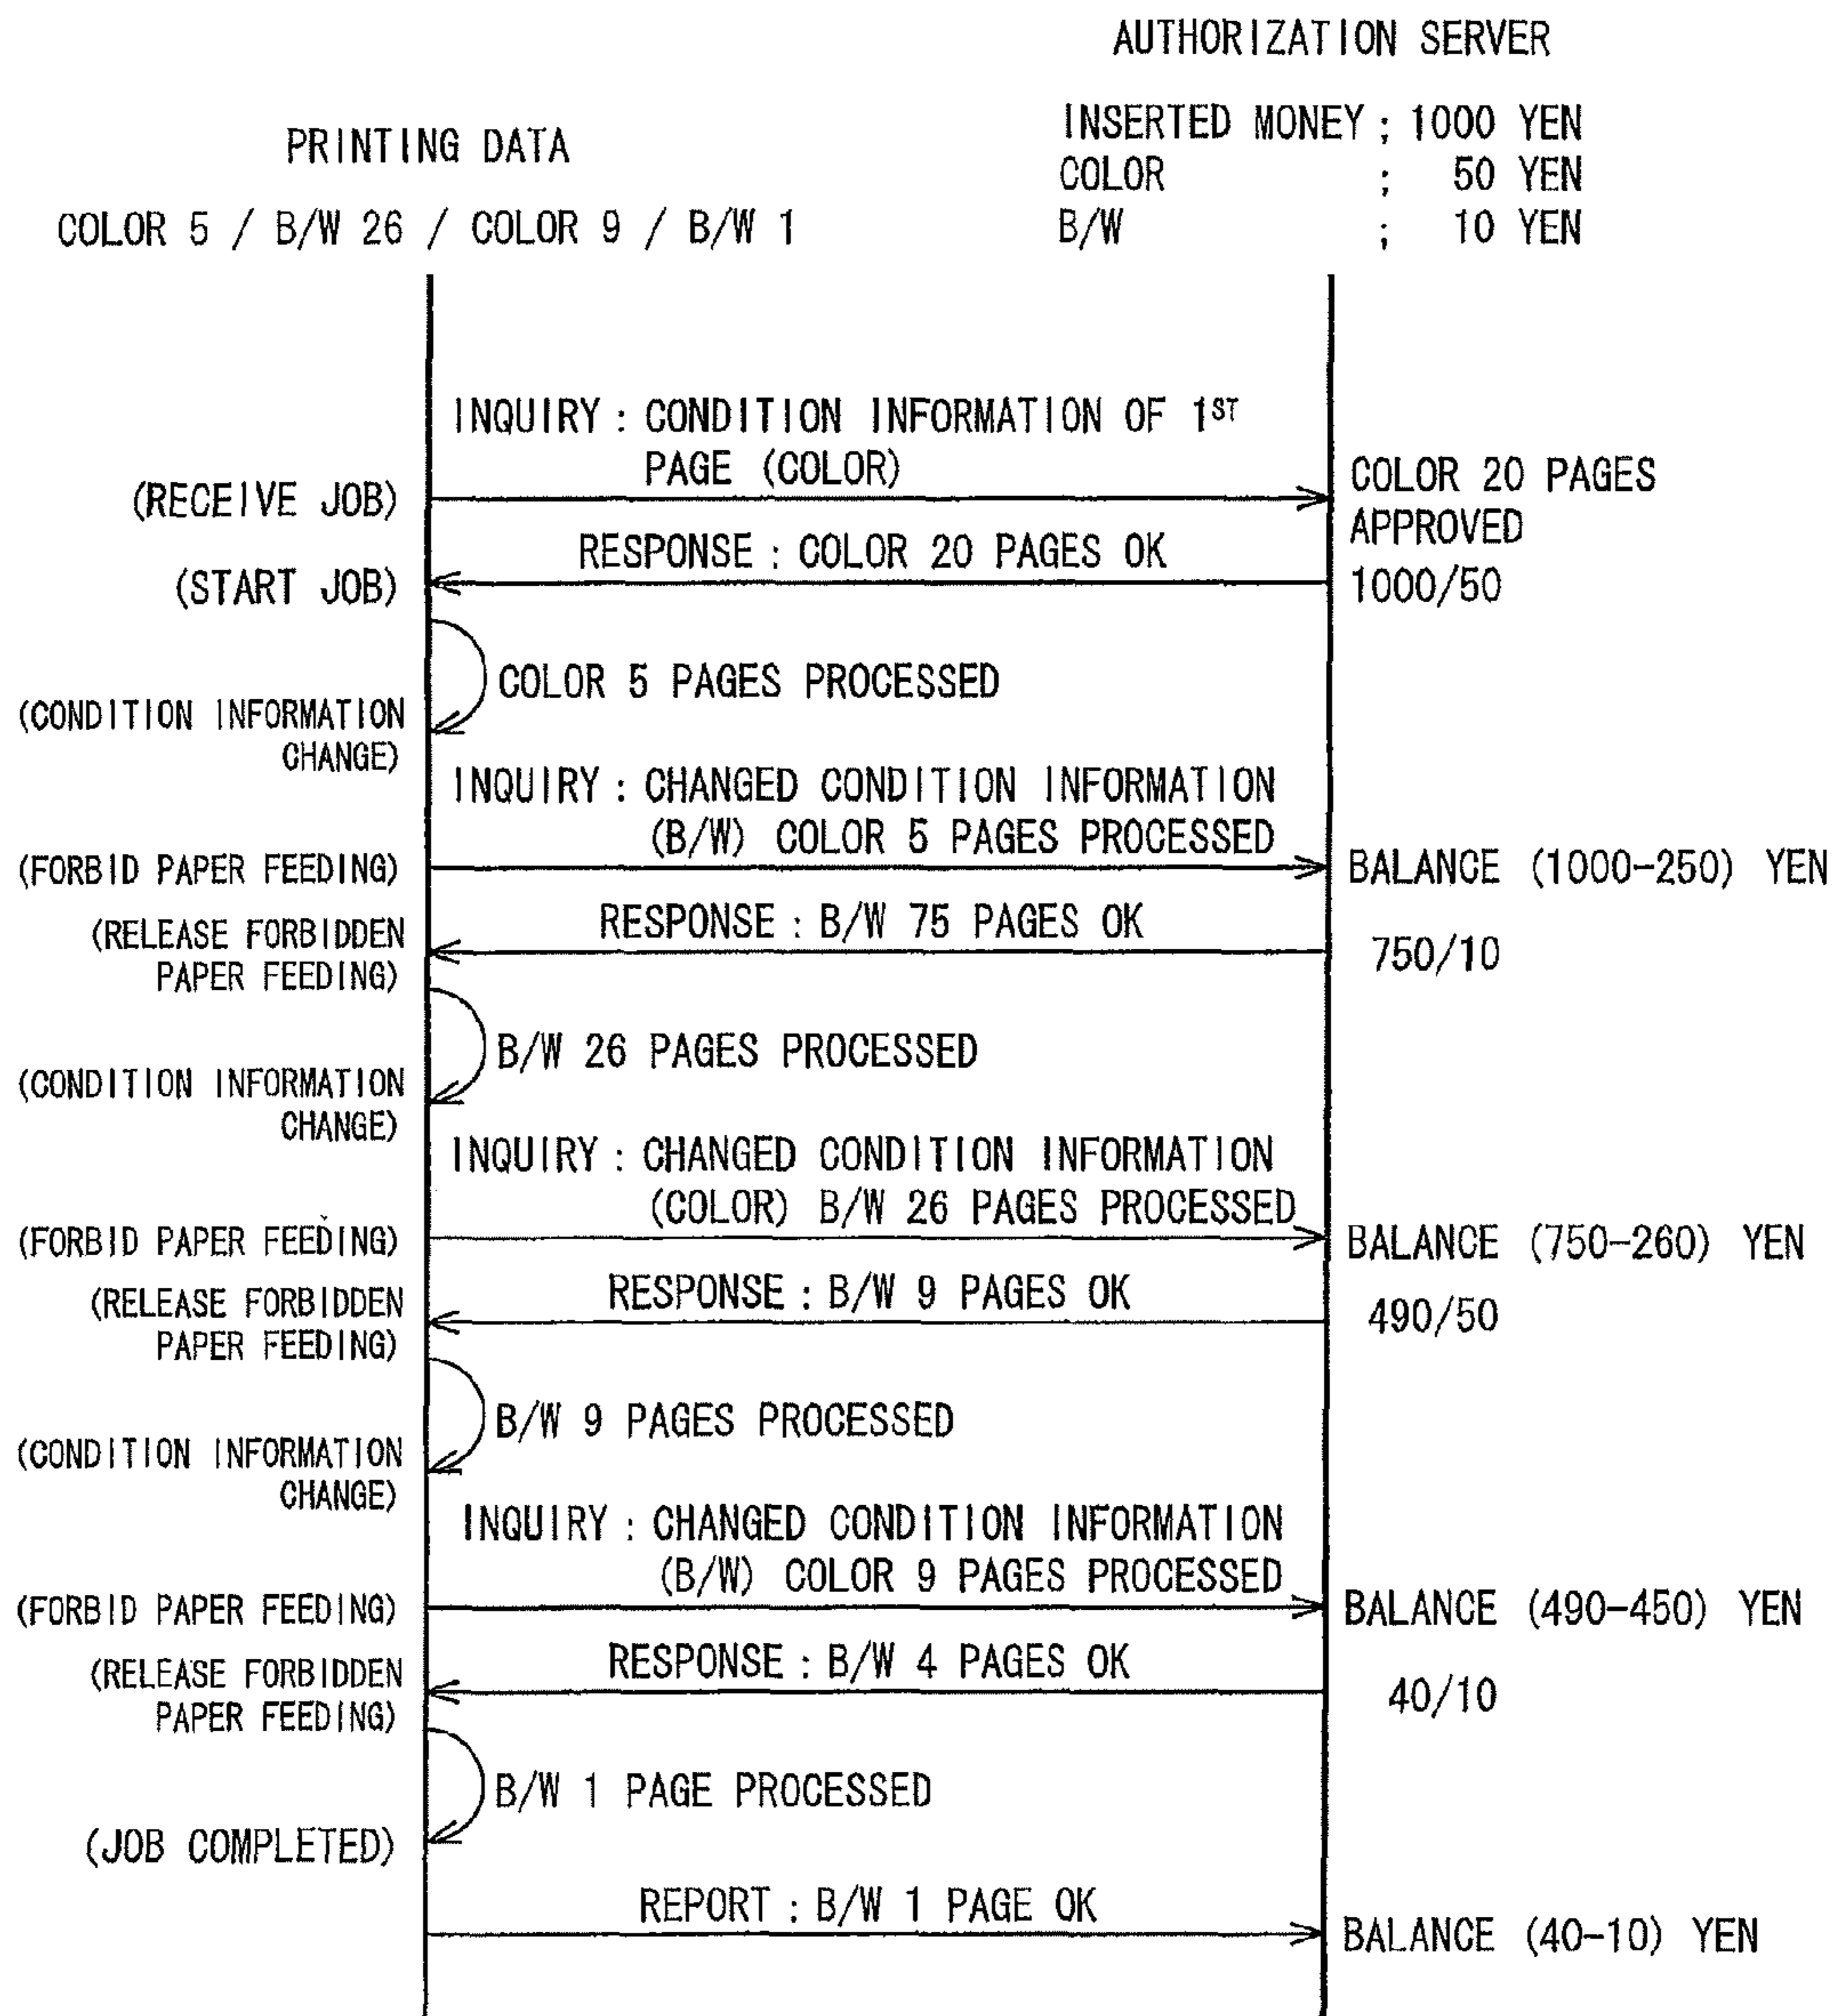 AUTHORIZATION SERVER
INSERTED MONEY ; 1000 YEN
PRINTING DATA
COLOR ; 50 YEN
COLOR 5 / B/W 26 / COLOR 9 / B/W 1
B/W ; 10 YEN
INQUIRY : CONDITION INFORMATION OF 1ST
PAGE (COLOR)
(RECEIVE JOB)
COLOR 20 PAGES
APPROVED
RESPONSE : COLOR 20 PAGES OK
(START JOB)
1000/50
COLOR 5 PAGES PROCESSED
(CONDITION INFORMATION
CHANGE)
INQUIRY : CHANGED CONDITION INFORMATION
(B/W) COLOR 5 PAGES PROCESSED
(FORBID PAPER FEEDING)
BALANCE (1000-250) YEN
RESPONSE : B/W 75 PAGES OK
(RELEASE FORBIDDEN
PAPER FEEDING)
750/10
B/W 26 PAGES PROCESSED
(CONDITION INFORMATION
CHANGE)
INQUIRY : CHANGED CONDITION INFORMATION
(COLOR) B/W 26 PAGES PROCESSED
(FORBID PAPER FEEDING)
BALANCE (750-260) YEN
RESPONSE : B/W 9 PAGES OK
(RELEASE FORBIDDEN
PAPER FEEDING)
490/50
B/W 9 PAGES PROCESSED
(CONDITION INFORMATION
CHANGE)
INQUIRY : CHANGED CONDITION INFORMATION
(B/W) COLOR 9 PAGES PROCESSED
(FORBID PAPER FEEDING)
BALANCE (490-450) YEN
RESPONSE : B/W 4 PAGES OK
(RELEASE FORBIDDEN
PAPER FEEDING)
40/10
B/W 1 PAGE PROCESSED
(JOB COMPLETED)
REPORT : B/W 1 PAGE OK
BALANCE (40-10) YEN